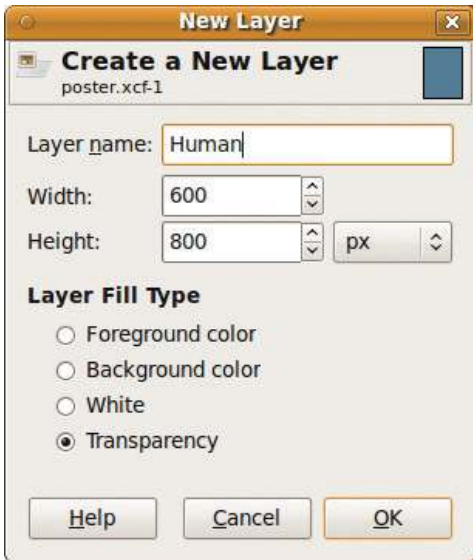 New Layer
Create a New Layer
poster.xcf-1
Layer name: Human
Width: 600
Height: 800 px
Layer Fill Type
Foreground color
Background color
White
Transparency
Help Cancel OK